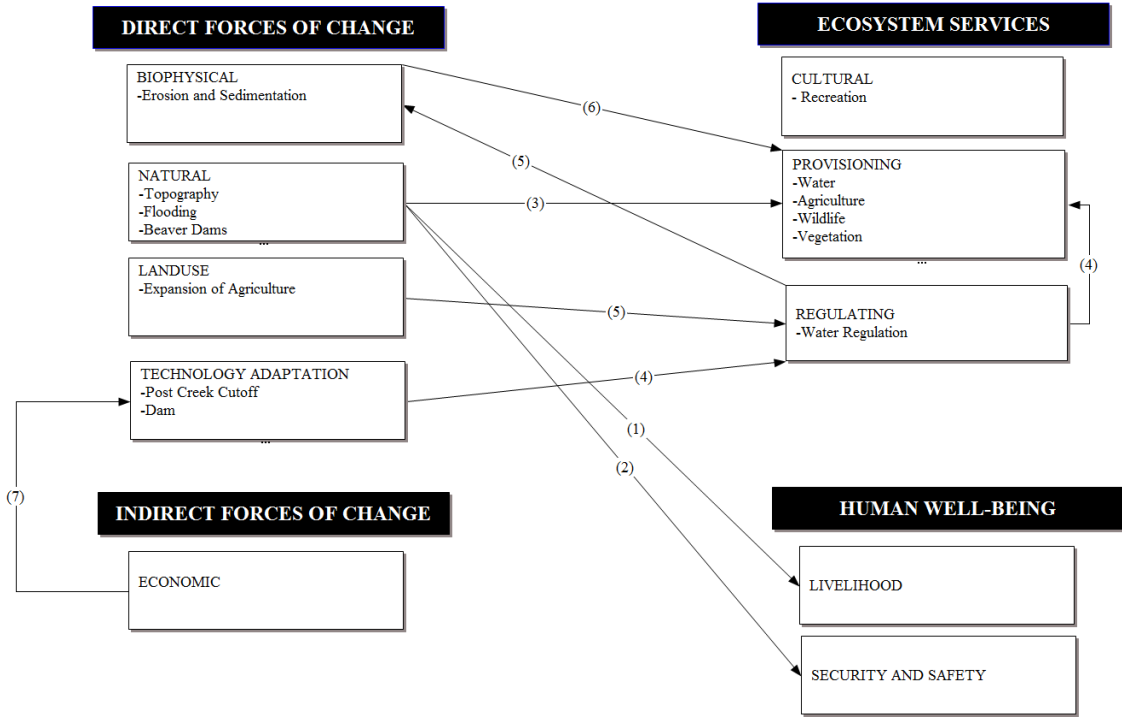 DIRECT FORCES OF CHANGE
BIOPHYSICAL
-Erosion and Sedimentation
NATURAL
-Topography
-Flooding
-Beaver Dams
...
LANDUSE
-Expansion of Agriculture
TECHNOLOGY ADAPTATION
-Post Creek Cutoff
-Dam
...
INDIRECT FORCES OF CHANGE
ECONOMIC
(7)
(6)
(5)
(3)
(5)
(4)
(1)
(2)
ECOSYSTEM SERVICES
CULTURAL
- Recreation
PROVISIONING
-Water
-Agriculture
-Wildlife
-Vegetation
...
(4)
REGULATING
-Water Regulation
HUMAN WELL-BEING
LIVELIHOOD
SECURITY AND SAFETY